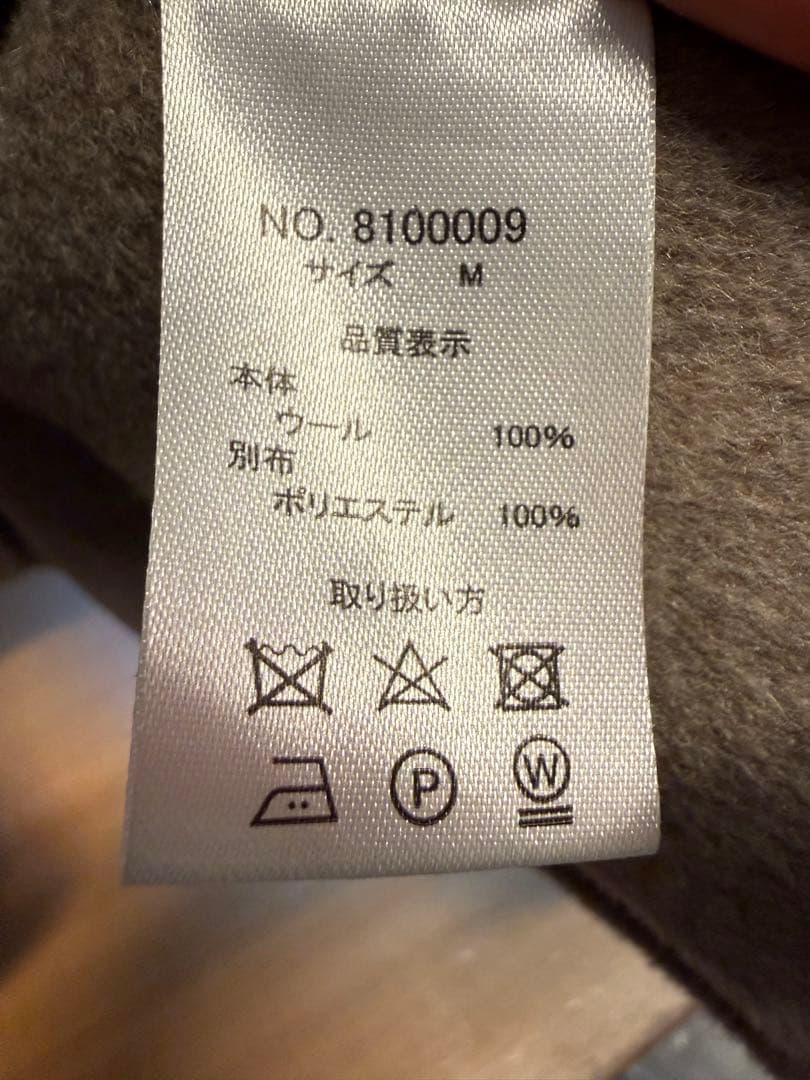 NO. 8100009
サイズ M
品質表示
本体
ウール 100%
別布
ポリエステル 100%
取り扱い方
P W